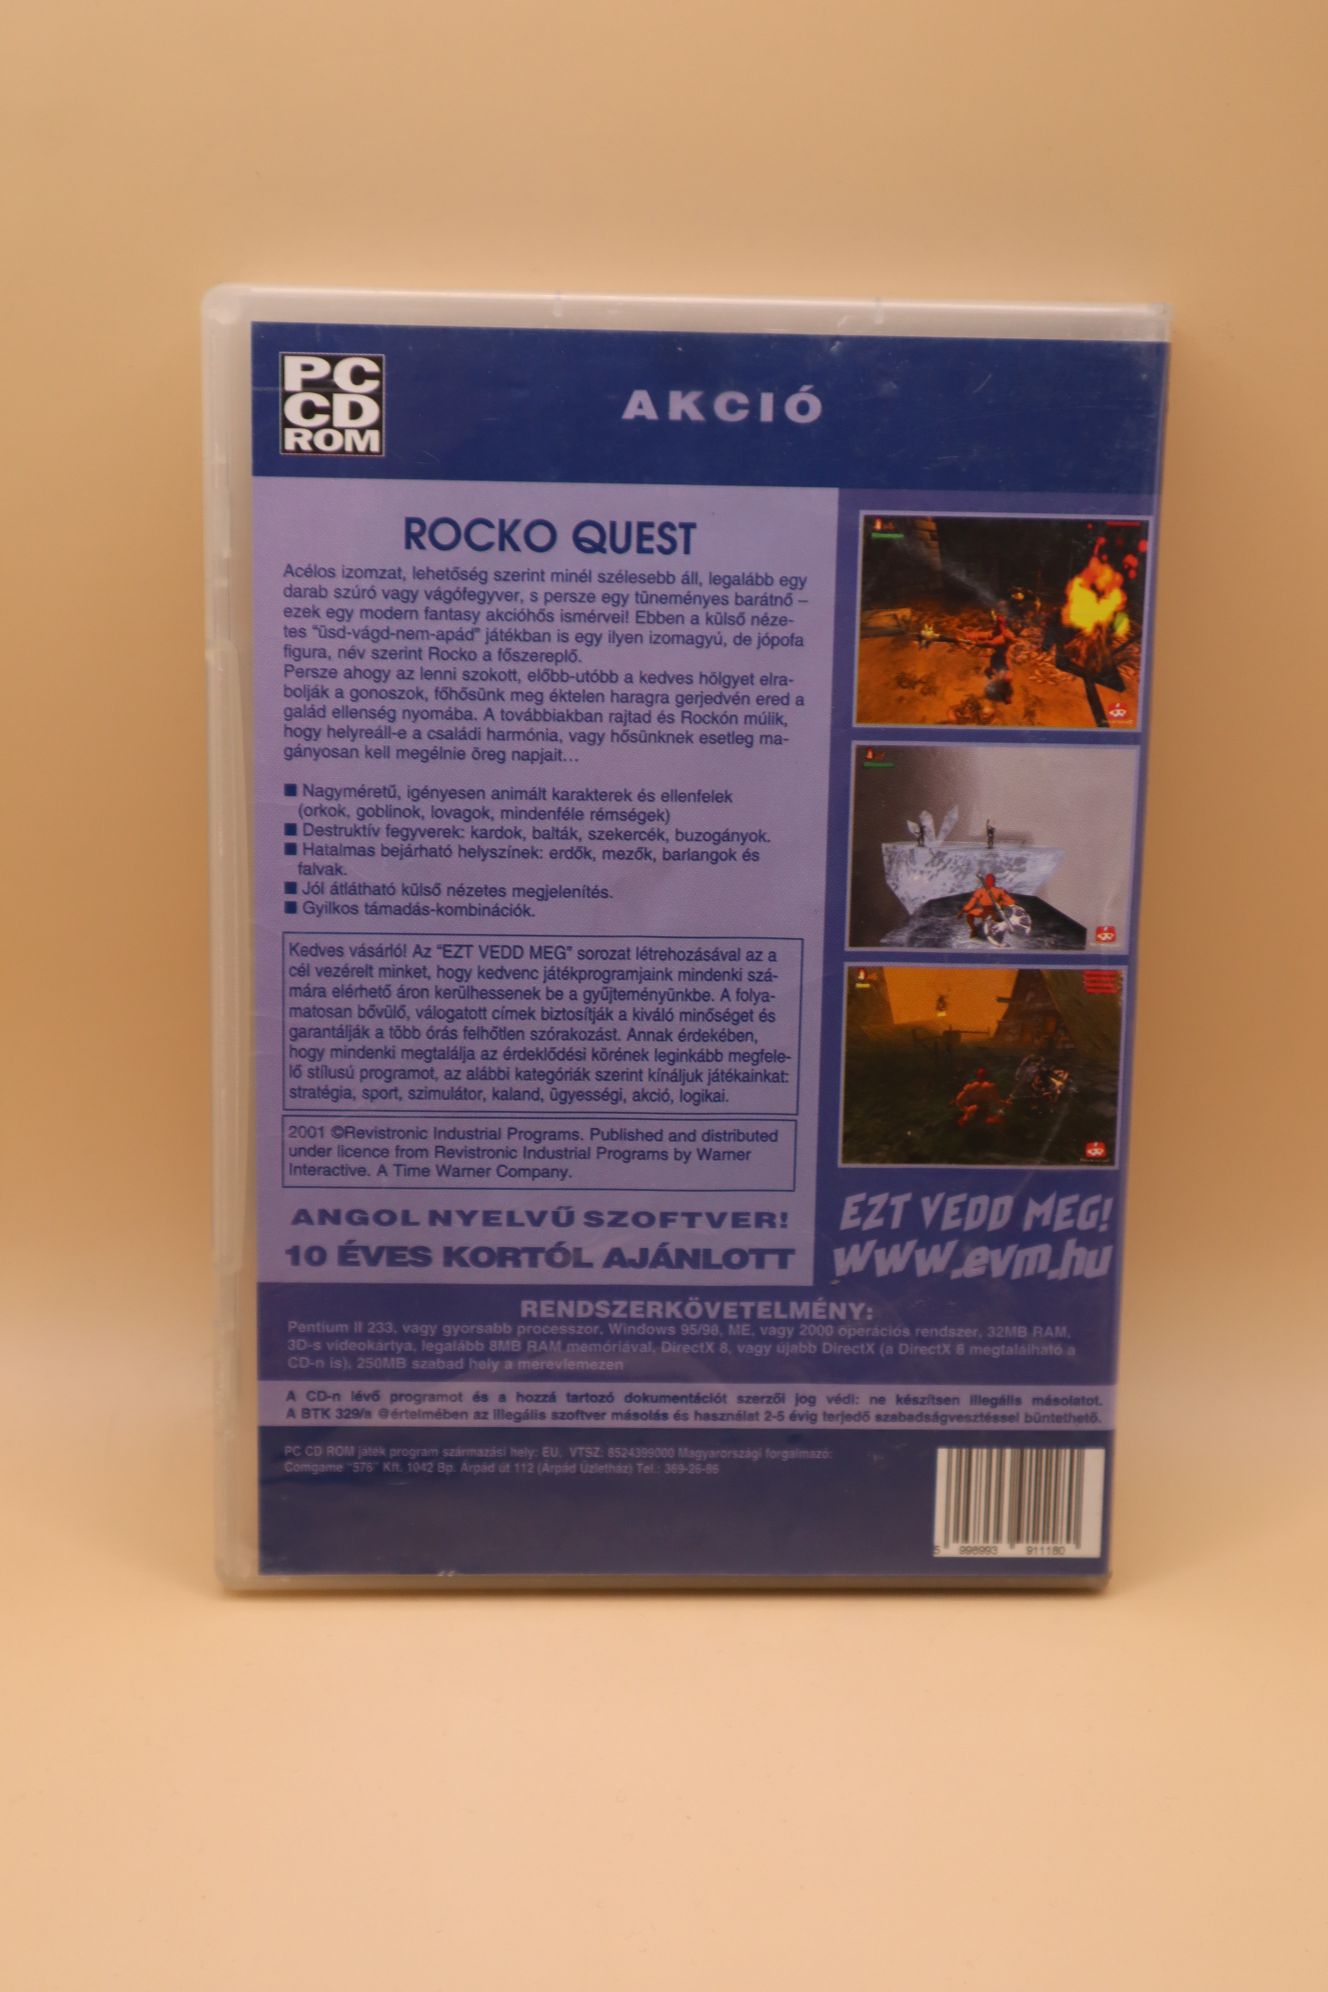 PC
CD
ROM
AKCIÓ
ROCKO QUEST
Acélos izomzat, lehetőség szerint minél szélesebb áll, legalább egy
darab szúró vagy vágófegyver, s persze egy tüneményes barátnő –
ezek egy modern fantasy akcióhős ismérvei! Ebben a külső néze-
tes "üsd-vágd-nem-apád" játékban is egy ilyen izomagyú, de jópofa
figura, név szerint Rocko a főszereplő.
Persze ahogy az lenni szokott, előbb-utóbb a kedves hölgyet elra-
bolják a gonoszok, főhősünk meg éktelen haragra gerjedvén ered a
galád ellenség nyomába. A továbbiakban rajtad és Rockón múlik,
hogy helyreáll-e a családi harmónia, vagy hősünknek esetleg ma-
gányosan kell megélnie öreg napjait...
■ Nagyméretű, igényesen animált karakterek és ellenfelek
(orkok, goblinok, lovagok, mindenféle rémségek)
■ Destruktív fegyverek: kardok, balták, szekercék, buzogányok.
■ Hatalmas bejárható helyszínek: erdők, mezők, barlangok és
falvak.
■ Jól átlátható külső nézetes megjelenítés.
■ Gyilkos támadás-kombinációk.
Kedves vásárló! Az "EZT VEDD MEG" sorozat létrehozásával az a
cél vezérelt minket, hogy kedvenc játékprogramjaink mindenki szá-
mára elérhető áron kerülhessenek be a gyűjteményünkbe. A folya-
matosan bővülő, válogatott címek biztosítják a kiváló minőséget és
garantálják a több órás felhőtlen szórakozást. Annak érdekében,
hogy mindenki megtalálja az érdeklődési körének leginkább megfele-
lő stílusú programot, az alábbi kategóriák szerint kínáljuk játékainkat:
stratégia, sport, szimulátor, kaland, ügyességi, akció, logikai.
2001 ©Revistronic Industrial Programs. Published and distributed
under licence from Revistronic Industrial Programs by Warner
Interactive. A Time Warner Company.
ANGOL NYELVŰ SZOFTVER!
10 ÉVES KORTÓL AJÁNLOTT
EZT VEDD MEG!
www.evm.hu
RENDSZERKÖVETELMÉNY:
Pentium II 233, vagy gyorsabb processzor, Windows 95/98, ME, vagy 2000 operációs rendszer, 32MB RAM,
3D-s videokártya, legalább 8MB RAM memóriával, DirectX 8, vagy újabb DirectX (a DirectX 8 megtalálható a
CD-n is), 250MB szabad hely a merevlemezen
A CD-n lévő programot és a hozzá tartozó dokumentációt szerzői jog védi: ne készítsen illegális másolatot.
A BTK 329/a @értelmében az illegális szoftver másolás és használat 2-5 évig terjedő szabadságvesztéssel büntethető.
PC CD ROM játék program származási hely: EU. VTSZ: 8524399000 Magyarországi forgalmazó:
Comgame "576" Kft. 1042 Bp. Árpád út 112 (Árpád Üzletház) Tel.: 369-26-86
5 998993 911180